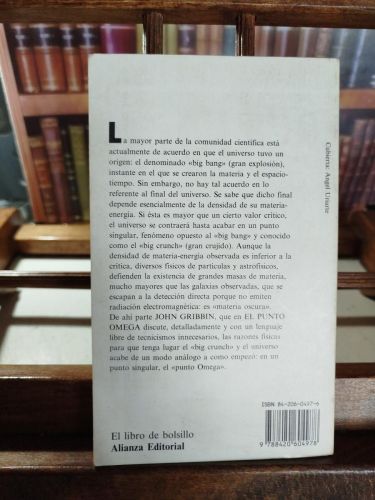 La mayor parte de la comunidad científica está
actualmente de acuerdo en que el universo tuvo un
origen: el denominado «big bang» (gran explosión),
instante en el que se crearon la materia y el espacio-
tiempo. Sin embargo, no hay tal acuerdo en lo
referente al final del universo. Se sabe que dicho final
depende esencialmente de la densidad de su materia-
energía. Si ésta es mayor que un cierto valor crítico,
el universo se contraerá hasta acabar en un punto
singular, fenómeno opuesto al «big bang» y conocido
como el «big crunch» (gran crujido). Aunque la
densidad de materia-energía observada es inferior a la
crítica, diversos físicos de partículas y astrofísicos,
defienden la existencia de grandes masas de materia,
mucho mayores que las galaxias observadas, que se
escapan a la detección directa porque no emiten
radiación electromagnética: es «materia oscura».
De ahí parte JOHN GRIBBIN, que en EL PUNTO
OMEGA discute, detalladamente y con un lenguaje
libre de tecnicismos innecesarios, las razones físicas
para que tenga lugar el «big crunch» y el universo
acabe de un modo análogo a como empezó: en un
punto singular, el «punto Omega».
Cubierta: Angel Uriarte
ISBN 84-206-0497-6
9 788420 604978
El libro de bolsillo
Alianza Editorial